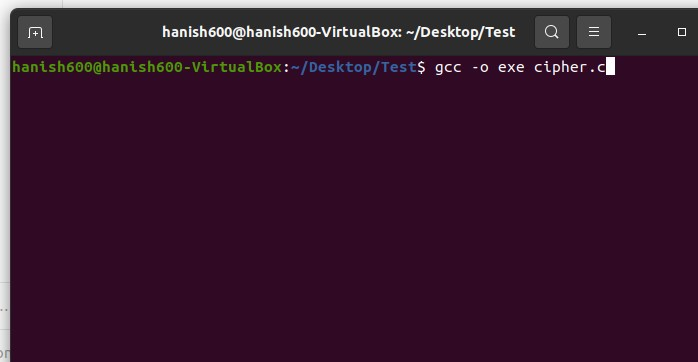 hanish600@hanish600-VirtualBox: ~/Desktop/Test
hanish600@hanish600-VirtualBox:~/Desktop/Test$ gcc -o exe cipher.c